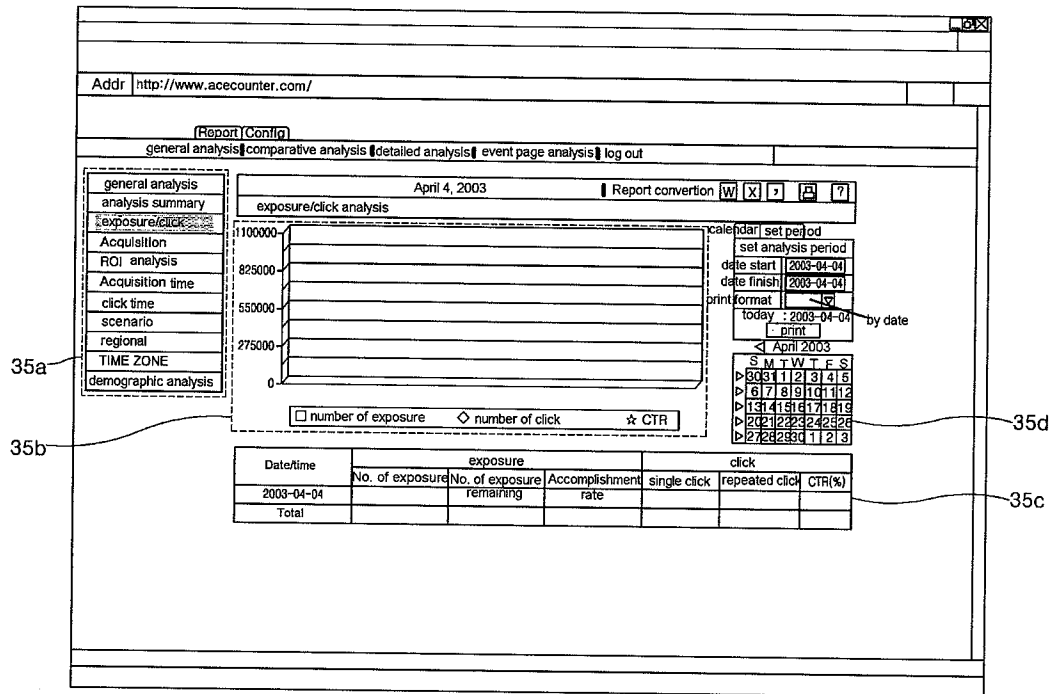 Addr http://www.acecounter.com/
Report Config
general analysis comparative analysis detailed analysis event page analysis log out
general analysis
analysis summary
exposure/click
Acquisition
ROI analysis
Acquisition time
click time
scenario
regional
TIME ZONE
demographic analysis
35a
April 4, 2003 Report convertion W X , ?
exposure/click analysis
1100000
825000
550000
275000
0
number of exposure number of click CTR
35b
calendar set period
set analysis period
date start 2003-04-04
date finish 2003-04-04
print format
by date
today : 2003-04-04
print
April 2003
S M T W T F S
30 31 1 2 3 4 5
6 7 8 9 10 11 12
13 14 15 16 17 18 19
20 21 22 23 24 25 26
27 28 29 30 1 2 3
35d
Date/time exposure click
No. of exposure No. of exposure remaining Accomplishment rate single click repeated click CTR(%)
2003-04-04
Total
35c